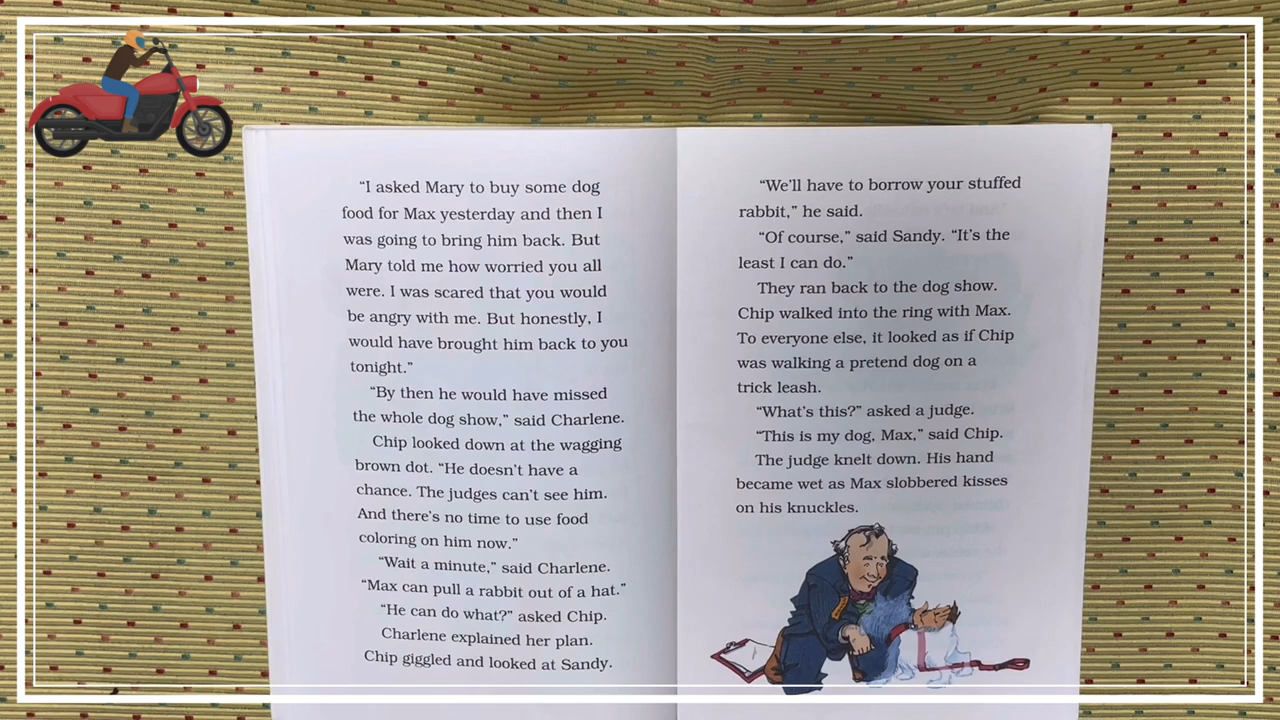 “I asked Mary to buy some dog
food for Max yesterday and then I
was going to bring him back. But
Mary told me how worried you all
were. I was scared that you would
be angry with me. But honestly, I
would have brought him back to you
tonight.”
“By then he would have missed
the whole dog show,” said Charlene.
Chip looked down at the wagging
brown dot. “He doesn’t have a
chance. The judges can’t see him.
And there’s no time to use food
coloring on him now.”
“Wait a minute,” said Charlene.
“Max can pull a rabbit out of a hat.”
“He can do what?” asked Chip.
Charlene explained her plan.
Chip giggled and looked at Sandy.
“We’ll have to borrow your stuffed
rabbit,” he said.
“Of course,” said Sandy. “It’s the
least I can do.”
They ran back to the dog show.
Chip walked into the ring with Max.
To everyone else, it looked as if Chip
was walking a pretend dog on a
trick leash.
“What’s this?” asked a judge.
“This is my dog, Max,” said Chip.
The judge knelt down. His hand
became wet as Max slobbered kisses
on his knuckles.